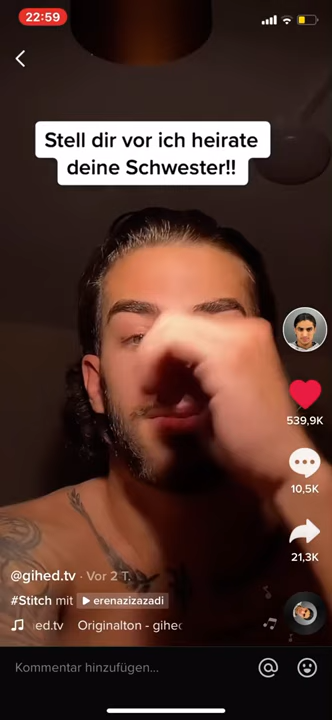 22:59
Stell dir vor ich heirate
deine Schwester!!
539,9K
10,5K
21,3K
@gihed.tv · Vor 2 T.
#Stitch mit erenazizazadi
ed.tv Originalton - gihe
Kommentar hinzufügen...